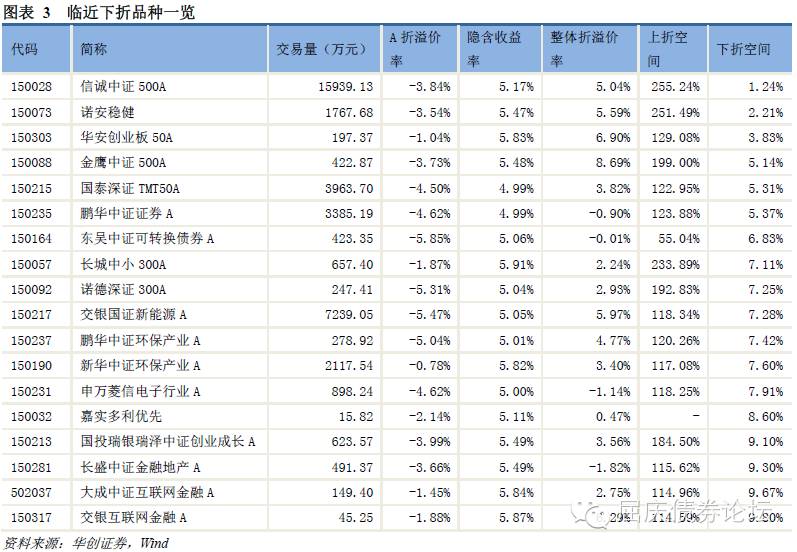 图表 3 临近下折品种一览
代码 简称 交易量（万元） A 折溢价率 隐含收益率 整体折溢价率 上折空间 下折空间
150028 信诚中证 500A 15939.13 -3.84% 5.17% 5.04% 255.24% 1.24%
150073 诺安稳健 1767.68 -3.54% 5.47% 5.59% 251.49% 2.21%
150303 华安创业板 50A 197.37 -1.04% 5.83% 6.90% 129.08% 3.83%
150088 金鹰中证 500A 422.87 -3.73% 5.48% 8.69% 199.00% 5.14%
150215 国泰深证 TMT50A 3963.70 -4.50% 4.99% 3.82% 122.95% 5.31%
150235 鹏华中证证券 A 3385.19 -4.62% 4.99% -0.90% 123.88% 5.37%
150164 东吴中证可转换债券 A 423.35 -5.85% 5.06% -0.01% 55.04% 6.83%
150057 长城中小 300A 657.40 -1.87% 5.91% 2.24% 233.89% 7.11%
150092 诺德深证 300A 247.41 -5.31% 5.04% 2.93% 192.83% 7.25%
150217 交银国证新能源 A 7239.05 -5.47% 5.05% 5.97% 118.34% 7.28%
150237 鹏华中证环保产业 A 278.92 -5.04% 5.01% 4.77% 120.26% 7.42%
150190 新华中证环保产业 A 2117.54 -0.78% 5.82% 3.40% 117.08% 7.60%
150231 申万菱信电子行业 A 898.24 -4.62% 5.00% -1.14% 118.25% 7.91%
150032 嘉实多利优先 15.82 -2.14% 5.11% 0.47% - 8.60%
150213 国投瑞银瑞泽中证创业成长 A 623.57 -3.99% 5.49% 3.56% 184.50% 9.10%
150281 长盛中证金融地产 A 491.37 -3.66% 5.49% -1.82% 115.62% 9.30%
502037 大成中证互联网金融 A 149.40 -1.45% 5.84% 2.75% 114.96% 9.67%
150317 交银互联网金融 A 45.25 -1.88% 5.87% 114.59% 9.80%
屈庆债券论坛
资料来源：华创证券，Wind